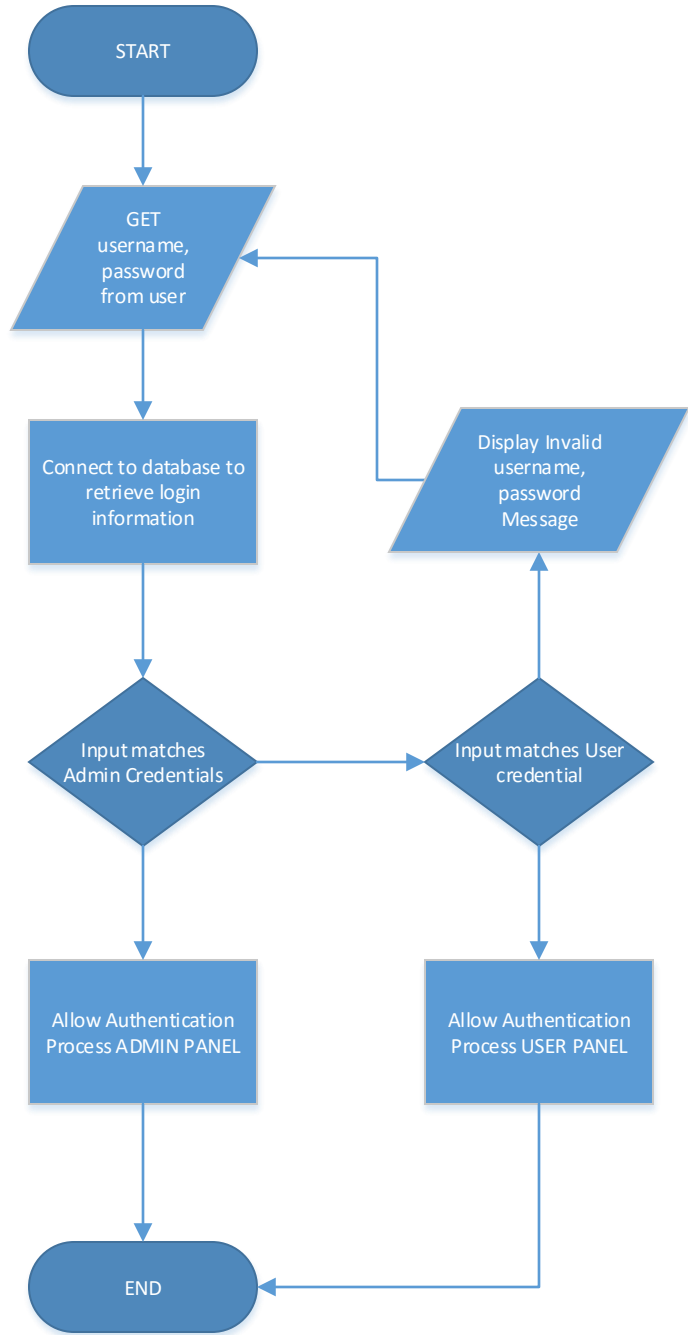 START
GET
username,
password
from user
Connect to database to
retrieve login
information
Display Invalid
username,
password
Message
Input matches
Admin Credentials
Input matches User
credential
Allow Authentication
Process ADMIN PANEL
Allow Authentication
Process USER PANEL
END